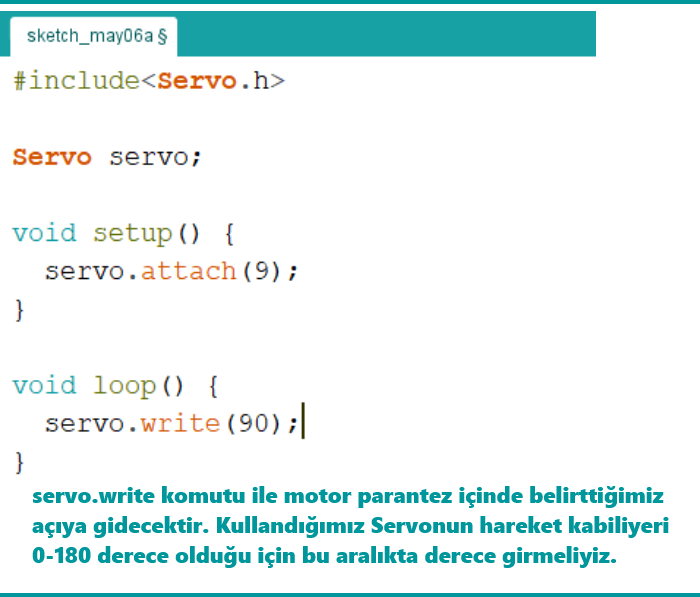 sketch_may06a §
#include<Servo.h>
Servo servo;
void setup() {
servo.attach(9);
}
void loop() {
servo.write(90);
}
servo.write komutu ile motor parantez içinde belirttiğimiz
açıya gidecektir. Kullandığımız Servonun hareket kabiliyeri
0-180 derece olduğu için bu aralıkta derece girmeliyiz.